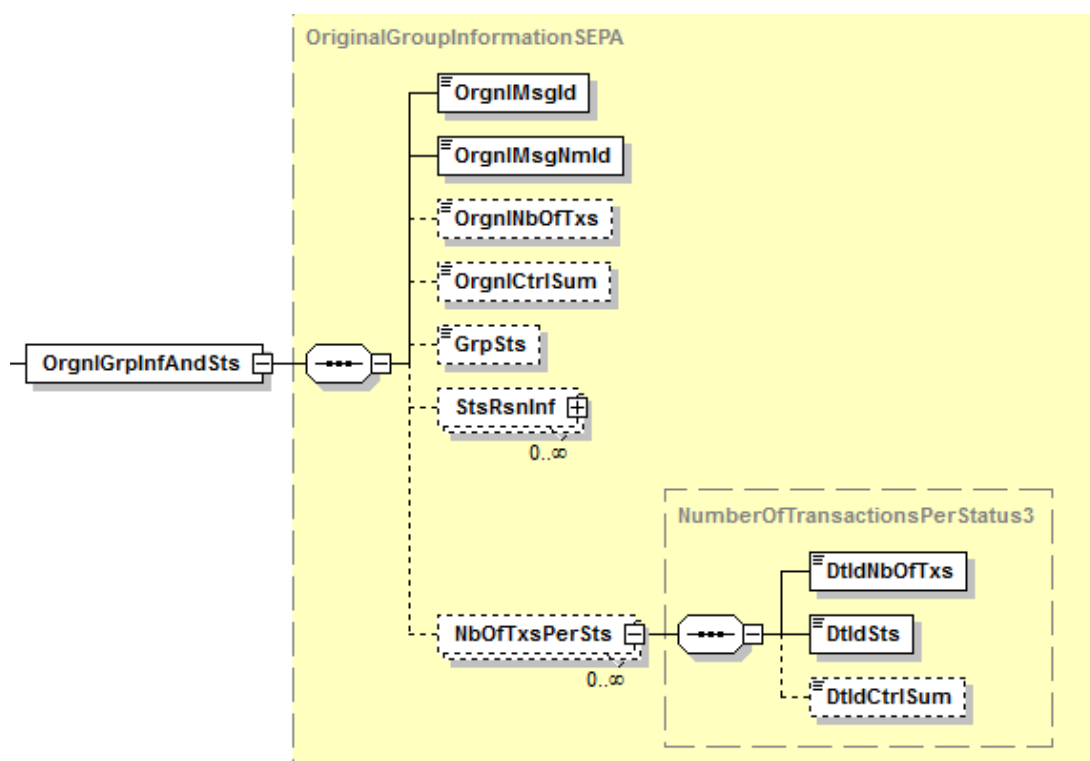 OriginalGroupInformationSEPA
OrgnlMsgId
OrgnlMsgNmId
OrgnlNbOfTxs
OrgnlCtrlSum
GrpSts
OrgnlGrpInfAndSts
StsRsnInf
0..∞
NumberOfTransactionsPerStatus3
DtldNbOfTxs
NbOfTxsPerSts
DtldSts
0..∞
DtldCtrlSum